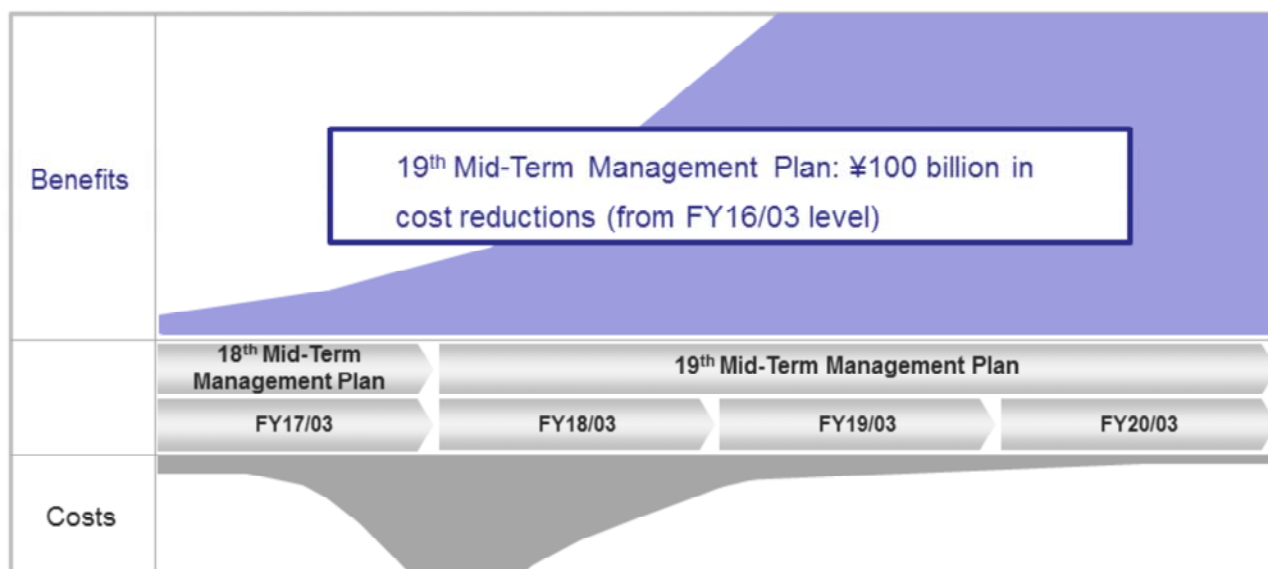 Benefits
19th Mid-Term Management Plan: ¥100 billion in
cost reductions (from FY16/03 level)
18th Mid-Term
Management Plan
19th Mid-Term Management Plan
FY17/03
FY18/03
FY19/03
FY20/03
Costs